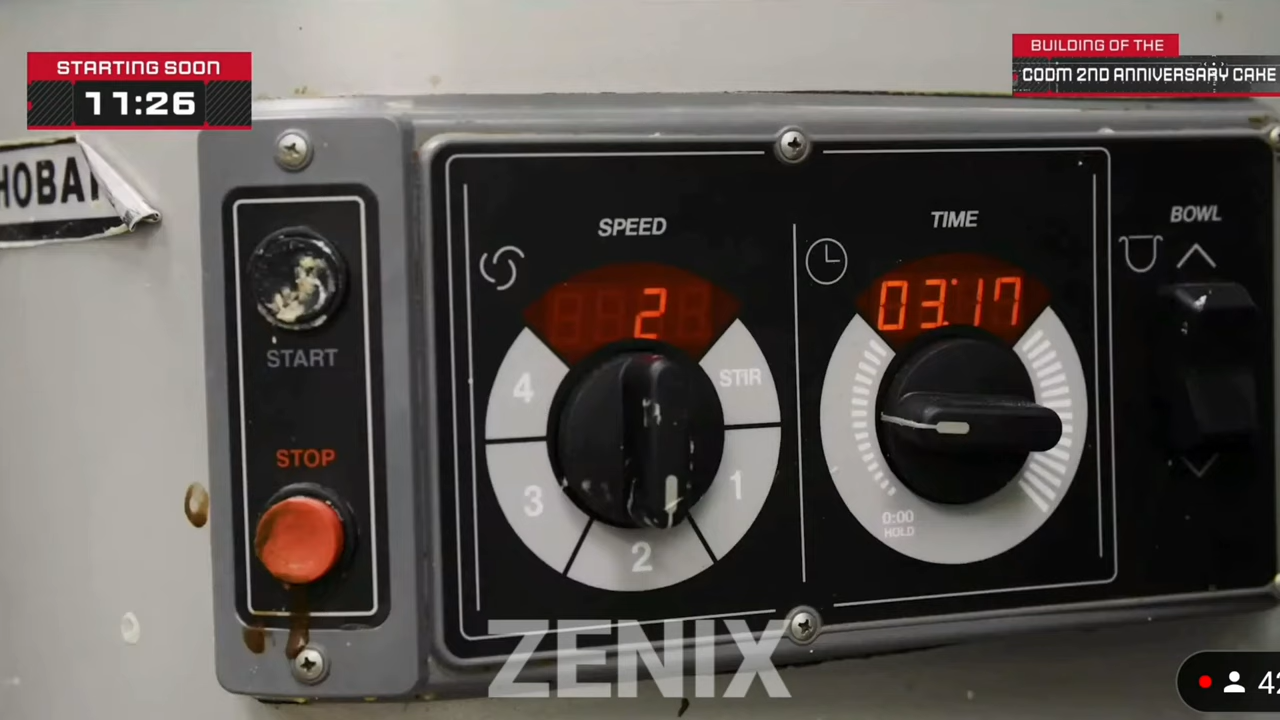 STARTING SOON
11:26
BUILDING OF THE
CODM 2ND ANNIVERSARY CAKE
SPEED
TIME
BOWL
2
03:17
START
STOP
4
STIR
3
1
2
0:00
HOLD
ZENIX